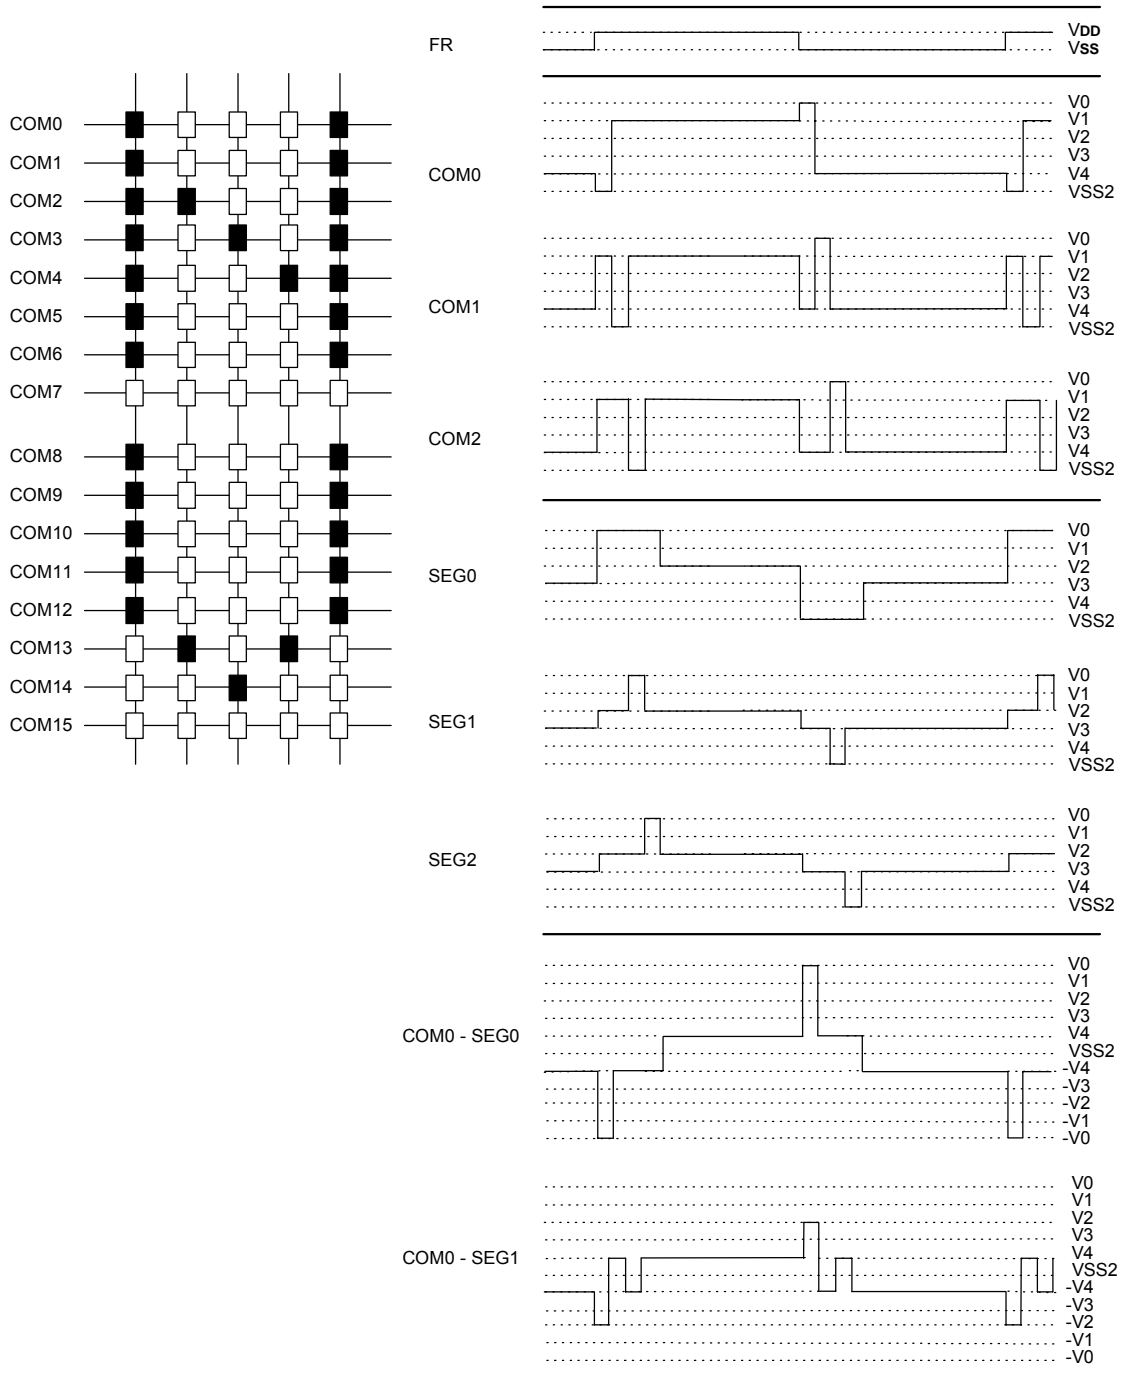 COM0
COM1
COM2
COM3
COM4
COM5
COM6
COM7
COM8
COM9
COM10
COM11
COM12
COM13
COM14
COM15
FR
VDD
VSS
COM0
V0
V1
V2
V3
V4
VSS2
COM1
V0
V1
V2
V3
V4
VSS2
COM2
V0
V1
V2
V3
V4
VSS2
SEG0
V0
V1
V2
V3
V4
VSS2
SEG1
V0
V1
V2
V3
V4
VSS2
SEG2
V0
V1
V2
V3
V4
VSS2
COM0 - SEG0
V0
V1
V2
V3
V4
VSS2
-V4
-V3
-V2
-V1
-V0
COM0 - SEG1
V0
V1
V2
V3
V4
VSS2
-V4
-V3
-V2
-V1
-V0